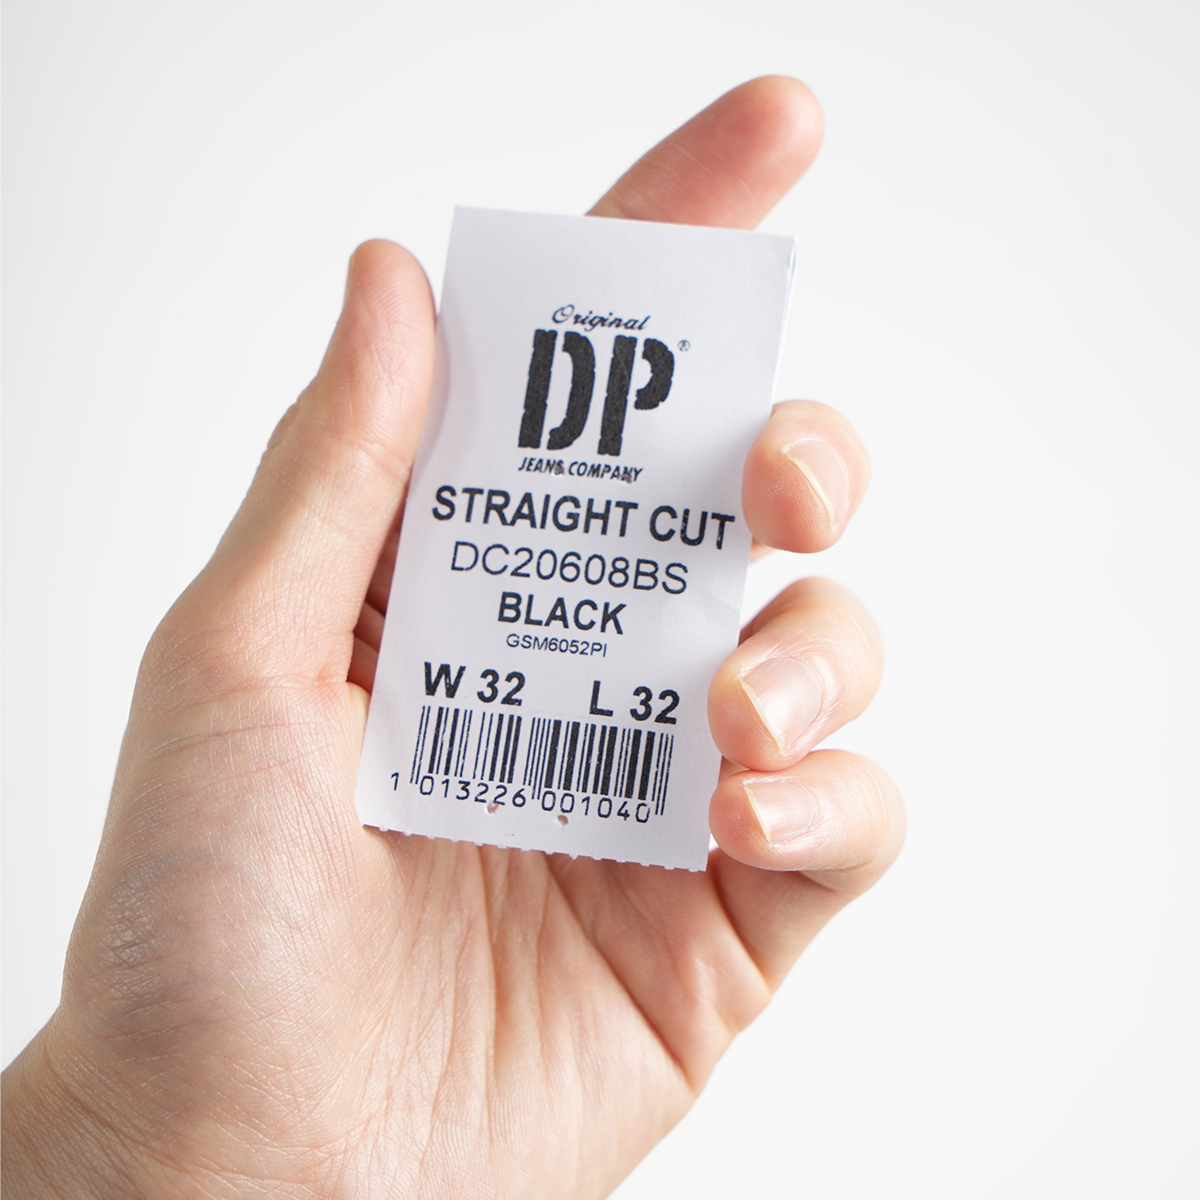 Original
DP®
JEANS COMPANY
STRAIGHT CUT
DC20608BS
BLACK
GSM6052PI
W 32 L 32
1 013226 001040